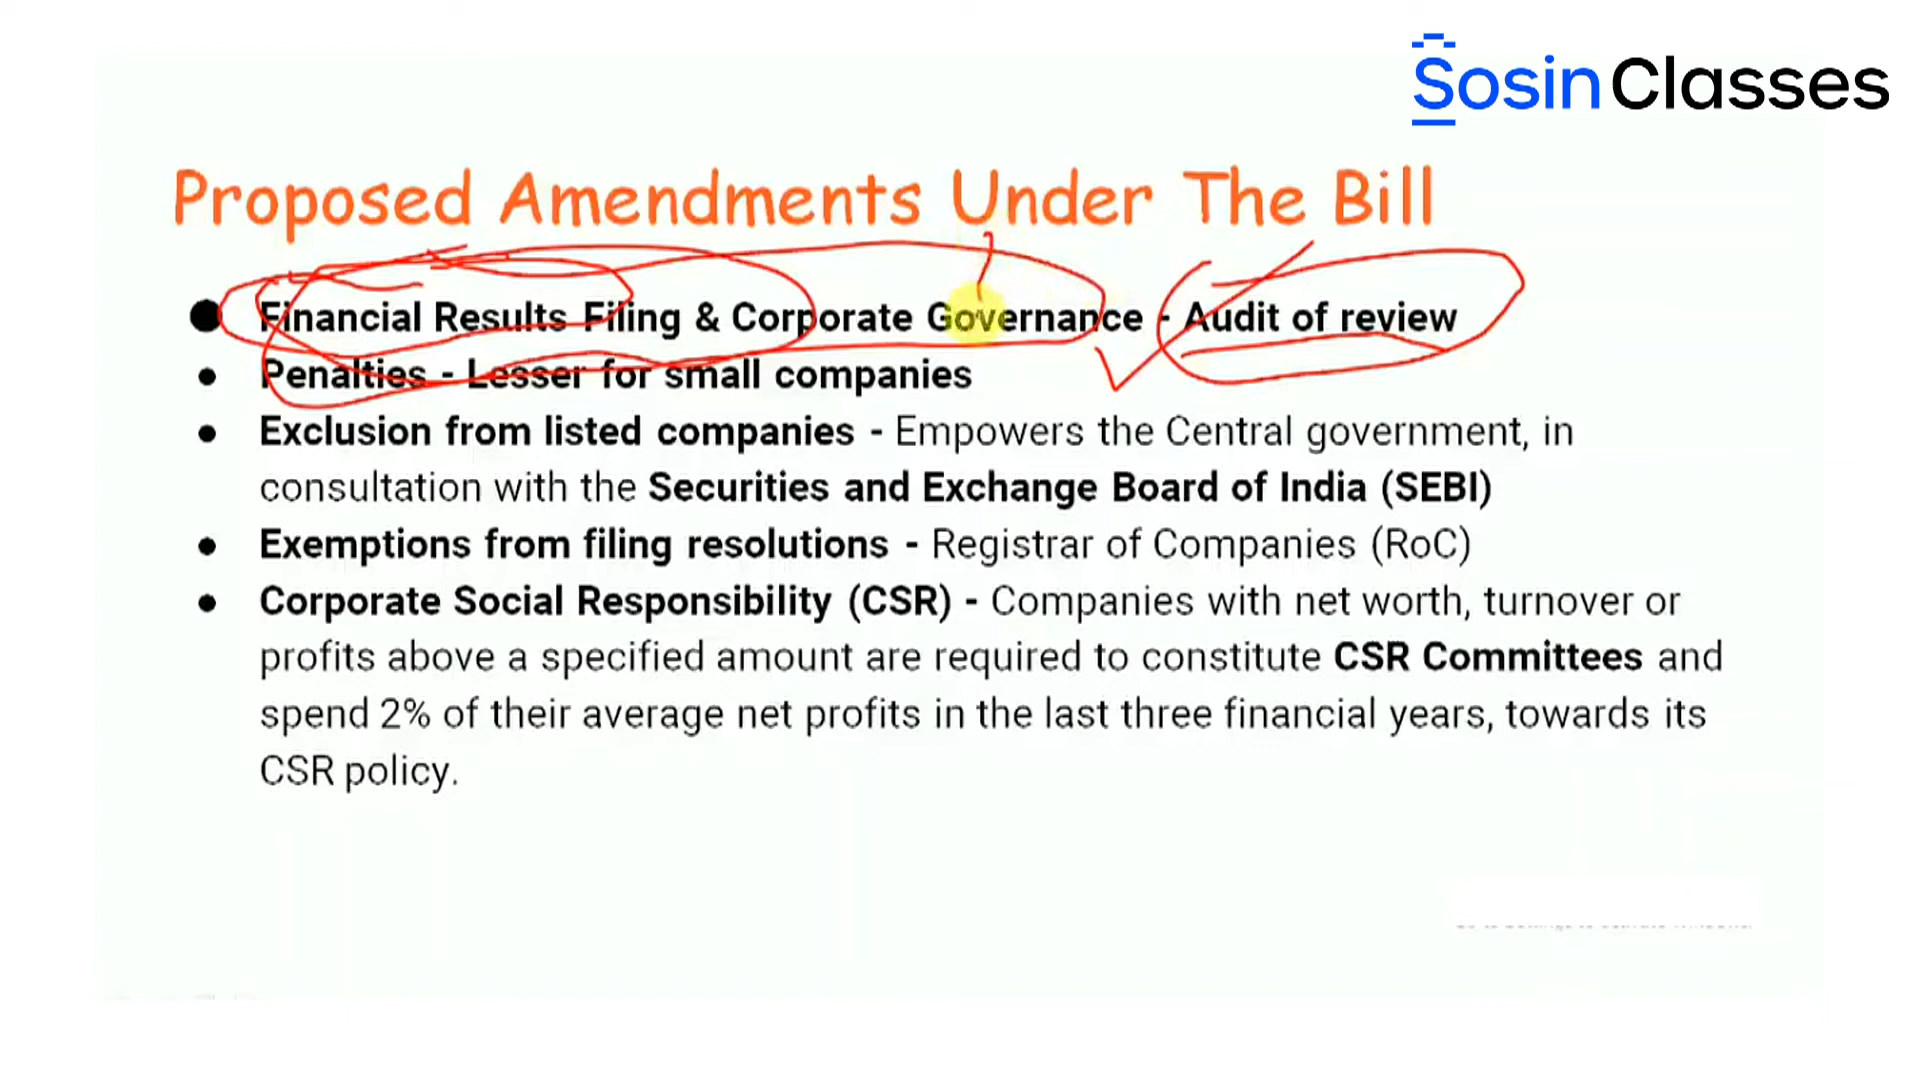 Sosin Classes
Proposed Amendments Under The Bill
● Financial Results Filing & Corporate Governance - Audit of review
● Penalties - Lesser for small companies
● Exclusion from listed companies - Empowers the Central government, in
consultation with the Securities and Exchange Board of India (SEBI)
● Exemptions from filing resolutions - Registrar of Companies (RoC)
● Corporate Social Responsibility (CSR) - Companies with net worth, turnover or
profits above a specified amount are required to constitute CSR Committees and
spend 2% of their average net profits in the last three financial years, towards its
CSR policy.